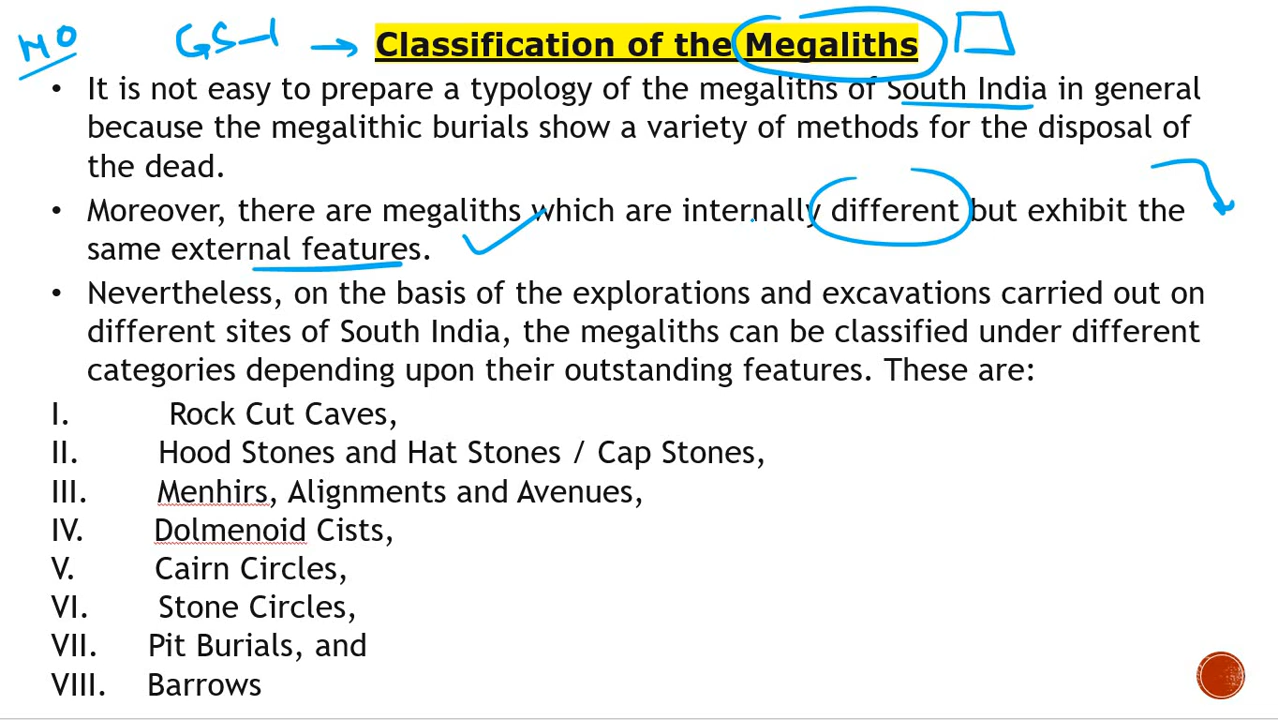 HO GS-1 → Classification of the Megaliths
• It is not easy to prepare a typology of the megaliths of South India in general
because the megalithic burials show a variety of methods for the disposal of
the dead.
• Moreover, there are megaliths which are internally different but exhibit the
same external features.
• Nevertheless, on the basis of the explorations and excavations carried out on
different sites of South India, the megaliths can be classified under different
categories depending upon their outstanding features. These are:
I. Rock Cut Caves,
II. Hood Stones and Hat Stones / Cap Stones,
III. Menhirs, Alignments and Avenues,
IV. Dolmenoid Cists,
V. Cairn Circles,
VI. Stone Circles,
VII. Pit Burials, and
VIII. Barrows